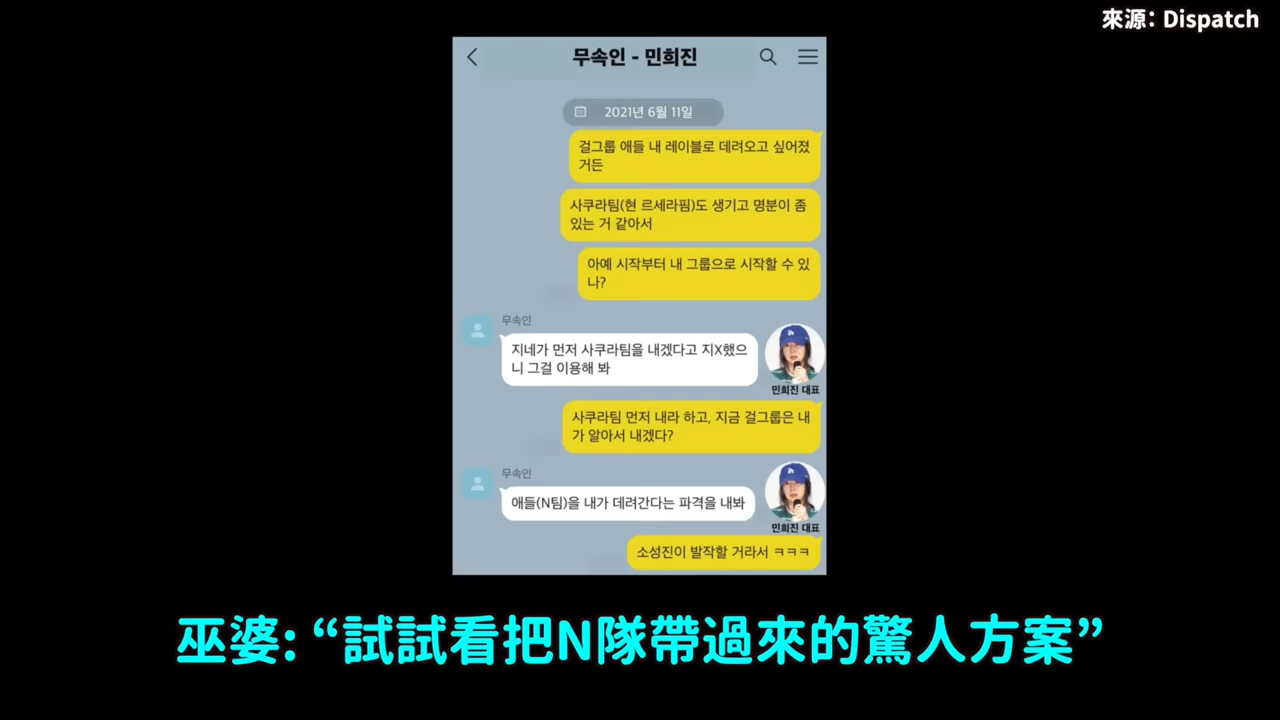 來源: Dispatch
무속인 - 민희진
2021년 6월 11일
걸그룹 애들 내 레이블로 데려오고 싶어졌
거든
사쿠라팀(현 르세라핌)도 생기고 명분이 좀
있는 거 같아서
아예 시작부터 내 그룹으로 시작할 수 있
나?
무속인
지네가 먼저 사쿠라팀을 내겠다고 지X했으
니 그걸 이용해 봐
민희진 대표
사쿠라팀 먼저 내라 하고, 지금 걸그룹은 내
가 알아서 내겠다?
무속인
애들(N팀)을 내가 데려간다는 파격을 내봐
민희진 대표
소성진이 발작할 거라서 ㅋㅋㅋ
巫婆: “試試看把N隊帶過來的驚人方案”